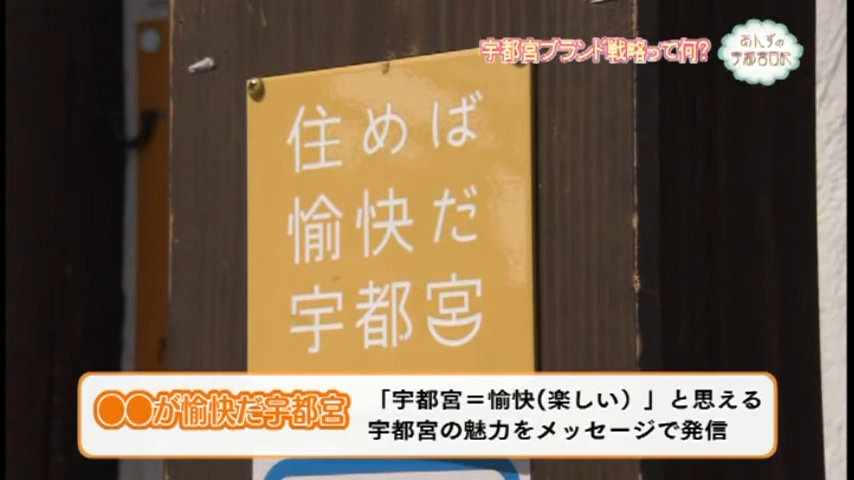 宇都宮ブランド戦略って何?
あんずの
宇都宮日記
住めば
愉快だ
宇都宮
●●が愉快だ宇都宮
「宇都宮＝愉快(楽しい)」と思える
宇都宮の魅力をメッセージで発信